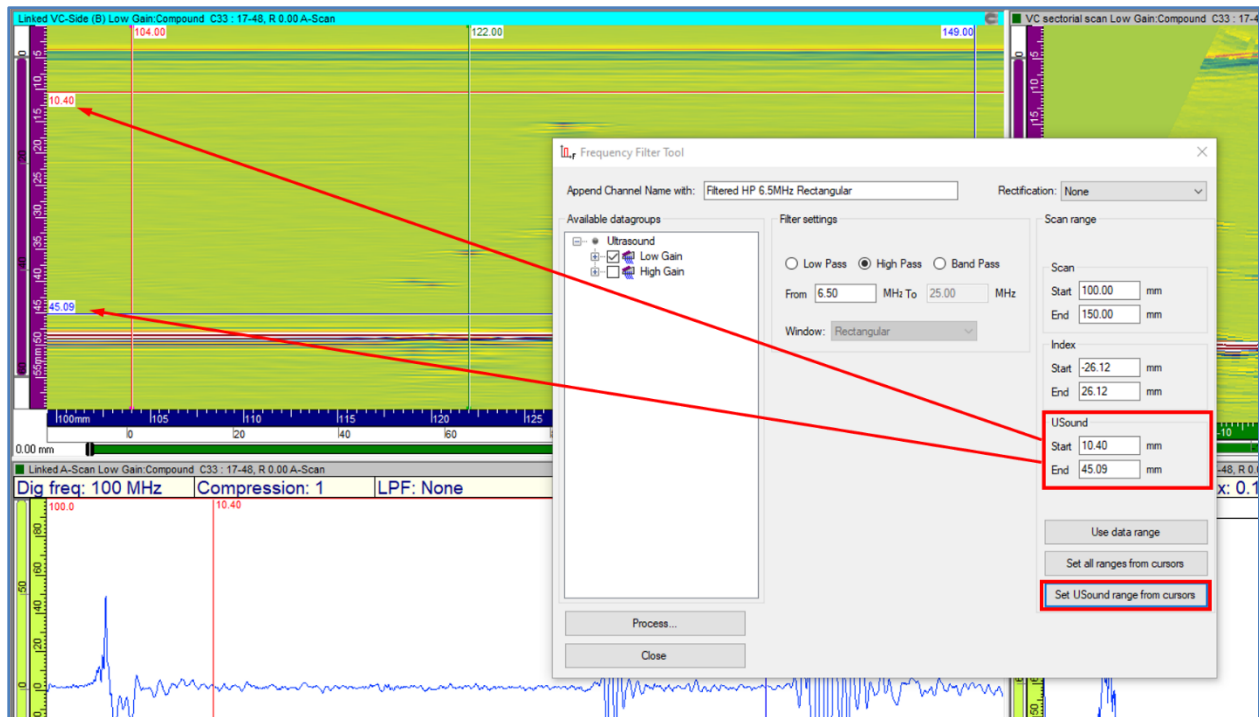 Linked VC-Side (B) Low Gain:Compound C33 : 17-48, R 0.00 A-Scan
VC sectorial scan Low Gain:Compound C33 : 17-4
104.00
122.00
149.00
10.40
45.09
100mm 105 110 115 120 125
0 20 40 60
0.00 mm
Linked A-Scan Low Gain:Compound C33 : 17-48, R 0.00 A-Scan
Dig freq: 100 MHz Compression: 1 LPF: None
100.0
10.40
Frequency Filter Tool
Append Channel Name with: Filtered HP 6.5MHz Rectangular
Rectification: None
Available datagroups
Ultrasound
Low Gain
High Gain
Filter settings
Low Pass High Pass Band Pass
From 6.50 MHz To 25.00 MHz
Window: Rectangular
Scan range
Scan
Start 100.00 mm
End 150.00 mm
Index
Start -26.12 mm
End 26.12 mm
USound
Start 10.40 mm
End 45.09 mm
Use data range
Set all ranges from cursors
Set USound range from cursors
Process...
Close
-10
-48, R 0.0
x: 0.1